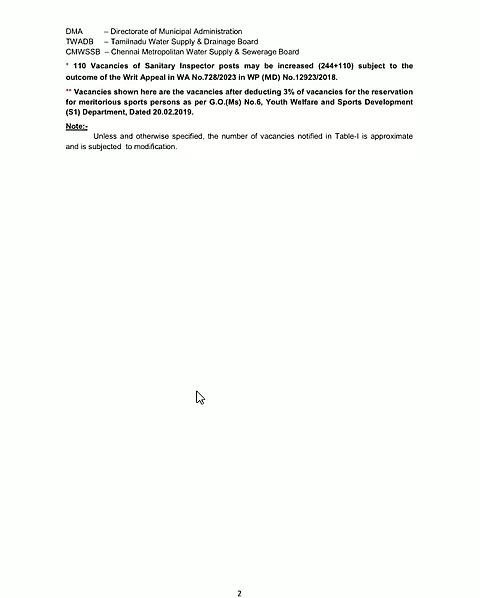 DMA – Directorate of Municipal Administration
TWADB – Tamilnadu Water Supply & Drainage Board
CMWSSB – Chennai Metropolitan Water Supply & Sewerage Board
* 110 Vacancies of Sanitary Inspector posts may be increased (244+110) subject to the
outcome of the Writ Appeal in WA No.728/2023 in WP (MD) No.12923/2018.
** Vacancies shown here are the vacancies after deducting 3% of vacancies for the reservation
for meritorious sports persons as per G.O.(Ms) No.6, Youth Welfare and Sports Development
(S1) Department, Dated 20.02.2019.
Note:-
Unless and otherwise specified, the number of vacancies notified in Table-I is approximate
and is subjected to modification.
2